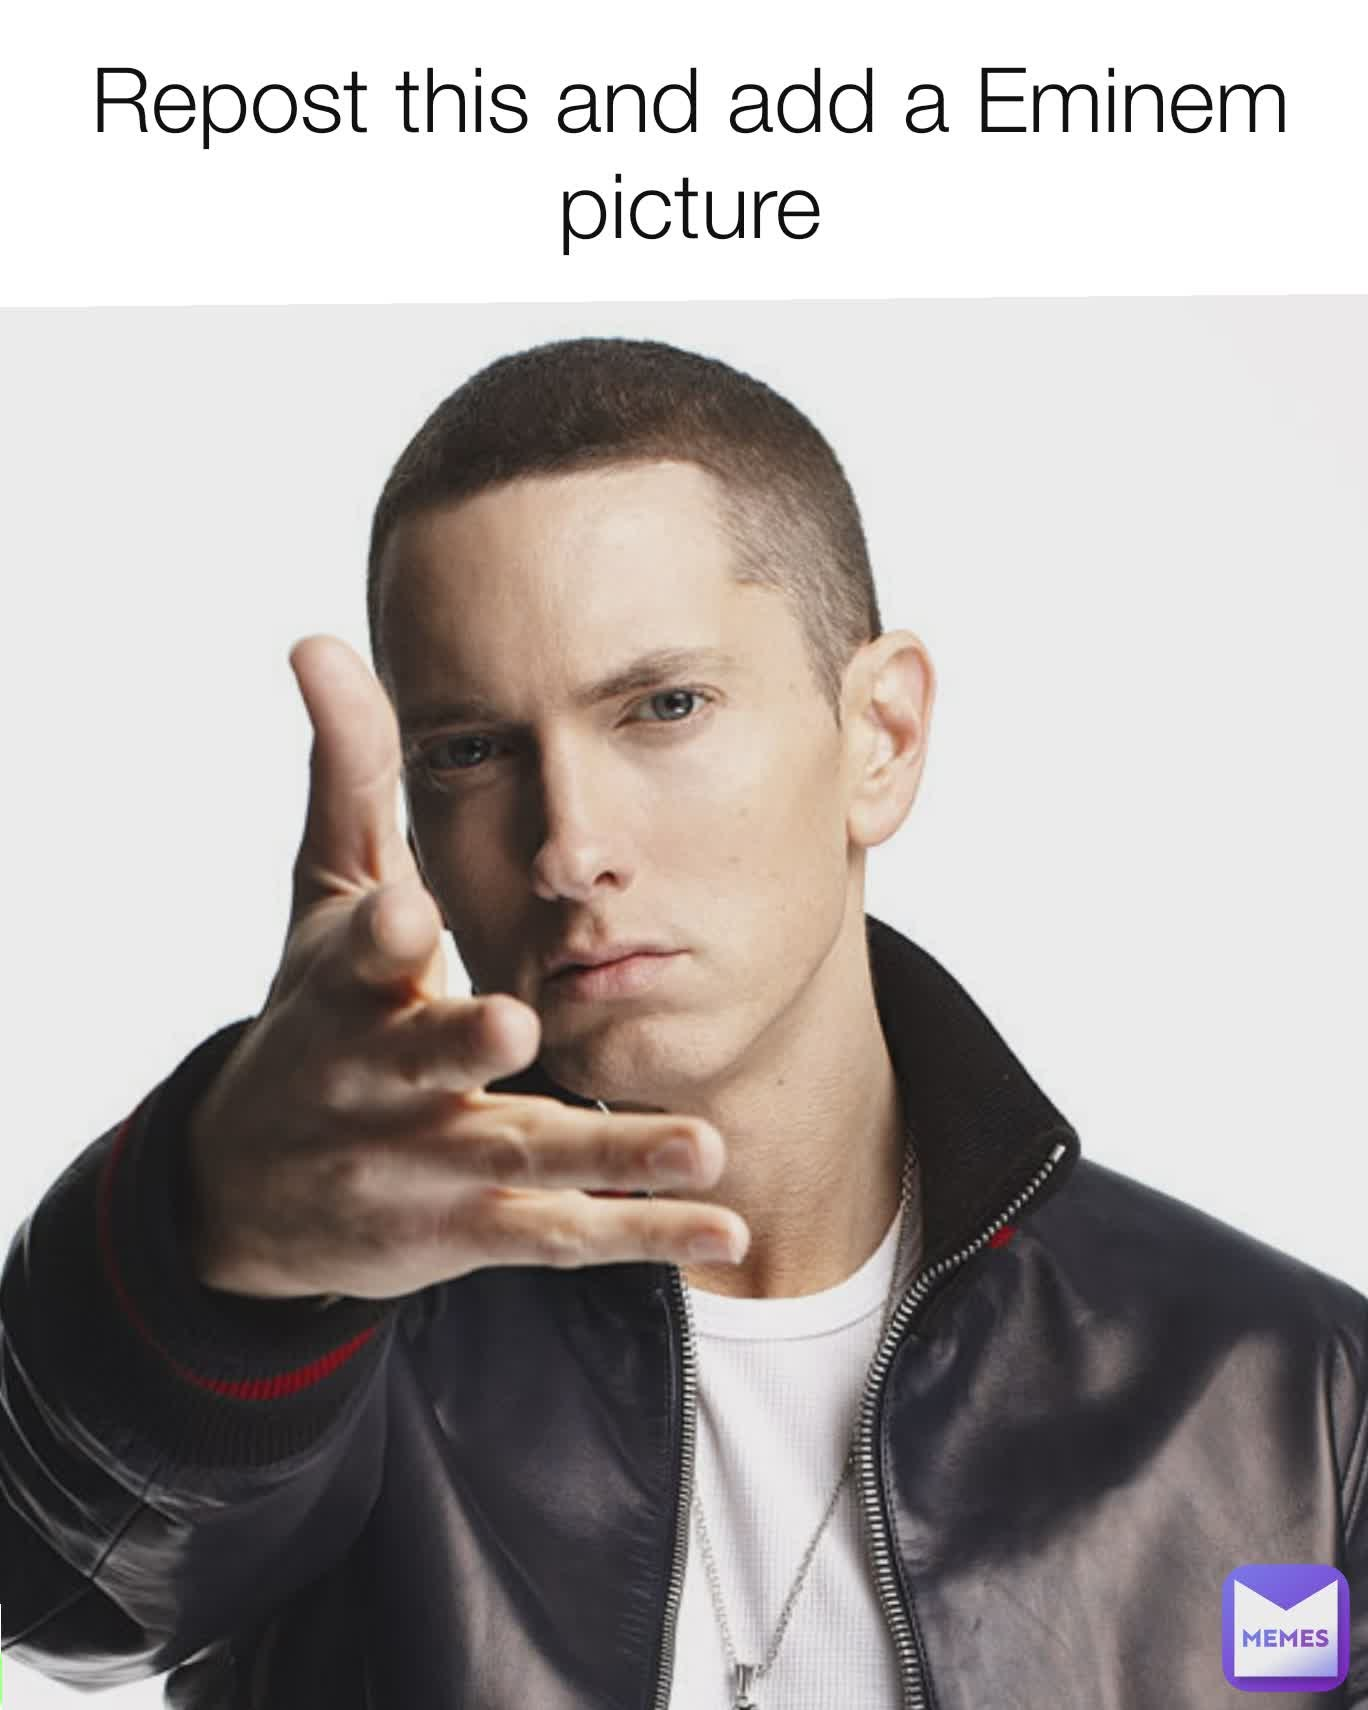 Repost this and add a Eminem
picture
MEMES